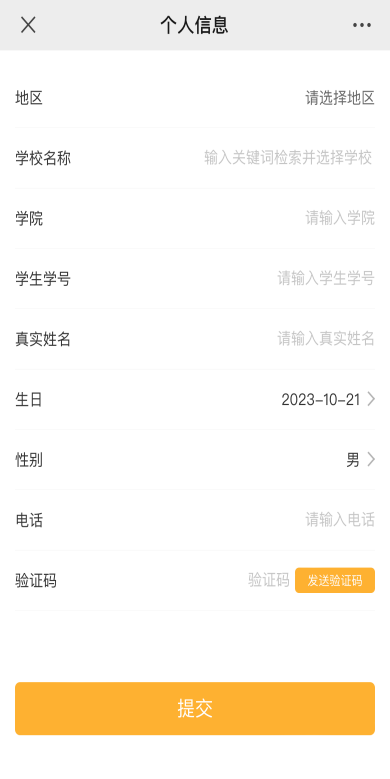 个人信息
地区 请选择地区
学校名称 输入关键词检索并选择学校
学院 请输入学院
学生学号 请输入学生学号
真实姓名 请输入真实姓名
生日 2023-10-21
性别 男
电话 请输入电话
验证码 验证码 发送验证码
提交